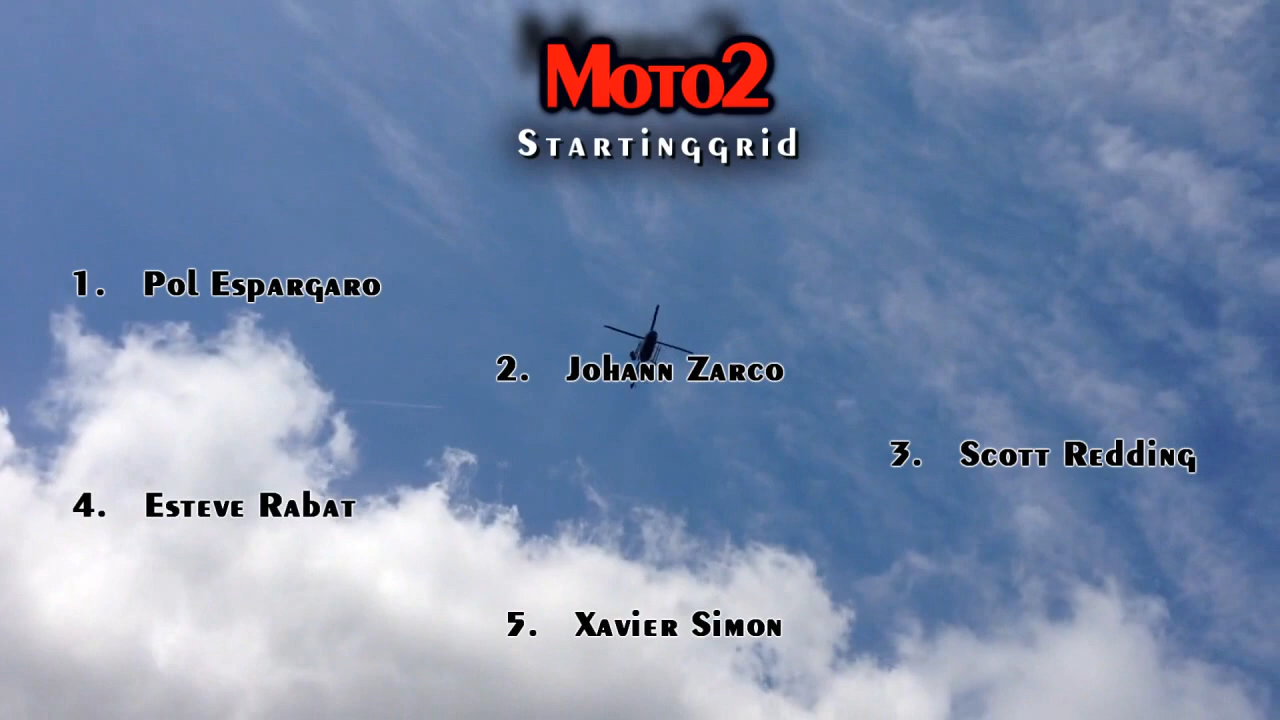 Moto2
Startinggrid
1. Pol Espargaro
2. Johann Zarco
3. Scott Redding
4. Esteve Rabat
5. Xavier Simon